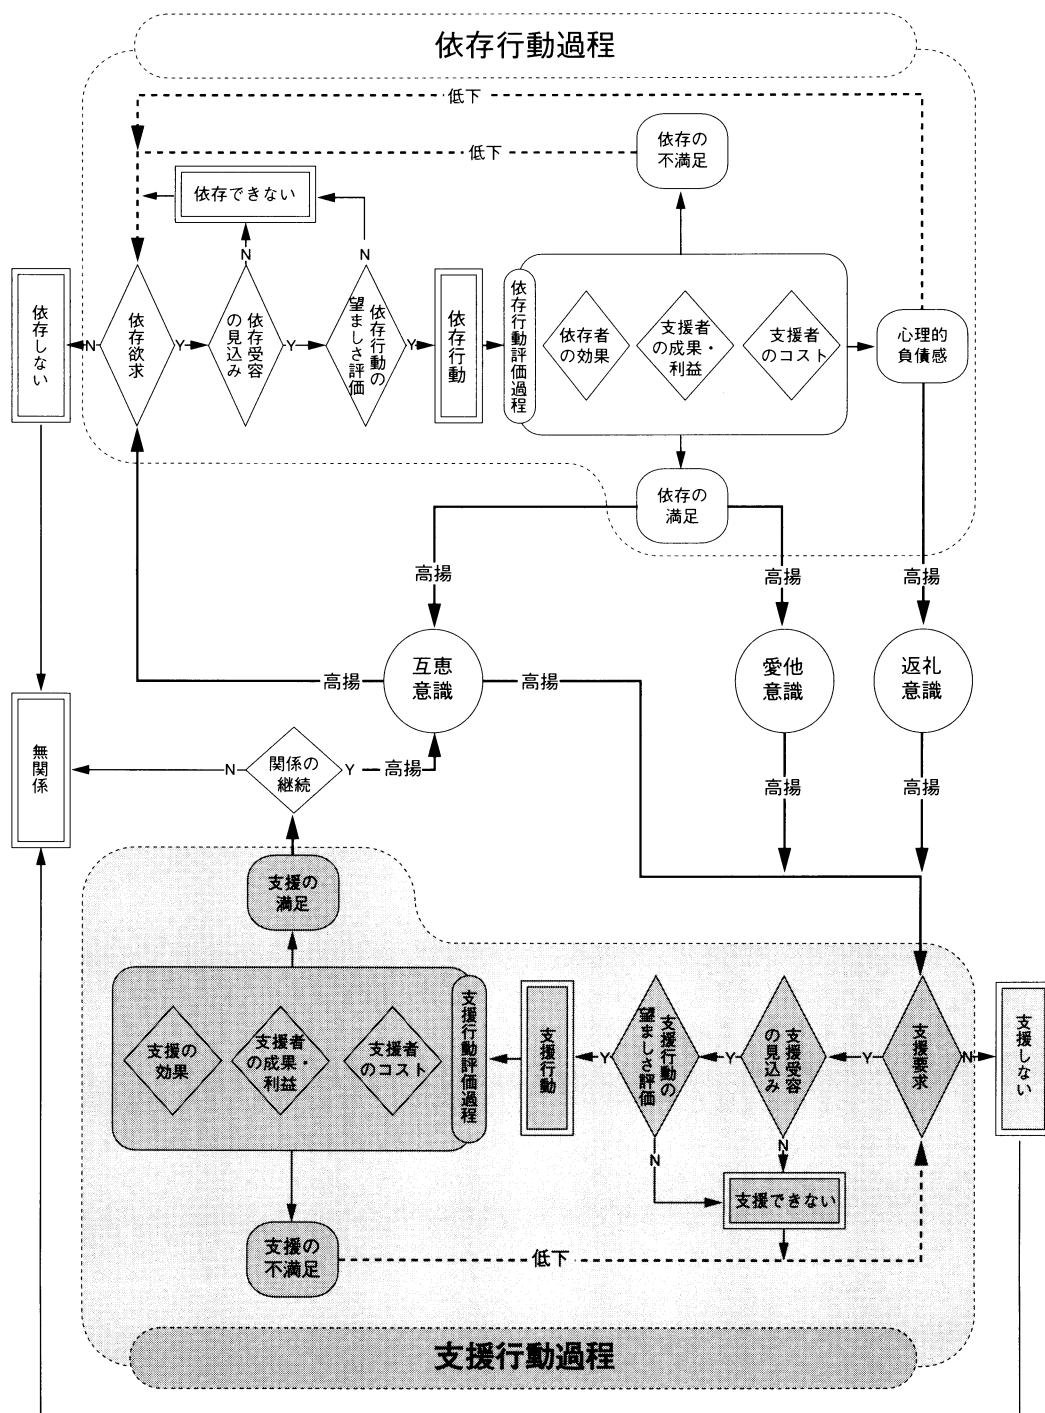 依存行動過程
低下
依存の
不満足
低下
依存できない
N
N
依存しない
N
依存欲求
Y
依存受容
の見込み
Y
依存行動の
望ましさ評価
Y
依存行動
依存行動評価過程
依存者
の効果
支援者
の成果・
利益
支援者
のコスト
心理的
負債感
依存の
満足
高揚
高揚
高揚
高揚
互恵
意識
高揚
愛他
意識
返礼
意識
無関係
N
関係の
継続
Y
高揚
高揚
高揚
支援の
満足
支援の
効果
支援者
の成果・
利益
支援者
のコスト
支援行動評価過程
支援行動
Y
支援行動の
望ましさ評価
Y
支援受容
の見込み
Y
支援要求
N
支援しない
N
N
支援できない
支援の
不満足
低下
支援行動過程